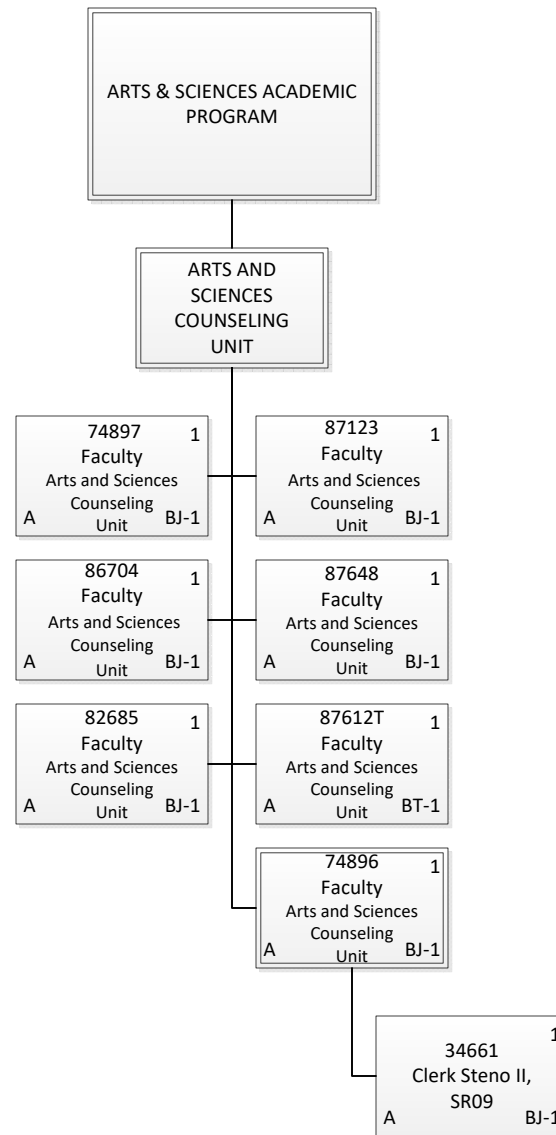 ARTS & SCIENCES ACADEMIC
PROGRAM
ARTS AND
SCIENCES
COUNSELING
UNIT
74897 1
Faculty
Arts and Sciences
Counseling
A Unit BJ-1
87123 1
Faculty
Arts and Sciences
Counseling
A Unit BJ-1
86704 1
Faculty
Arts and Sciences
Counseling
A Unit BJ-1
87648 1
Faculty
Arts and Sciences
Counseling
A Unit BJ-1
82685 1
Faculty
Arts and Sciences
Counseling
A Unit BJ-1
87612T 1
Faculty
Arts and Sciences
Counseling
A Unit BT-1
74896 1
Faculty
Arts and Sciences
Counseling
A Unit BJ-1
34661 1
Clerk Steno II,
SR09
A BJ-1